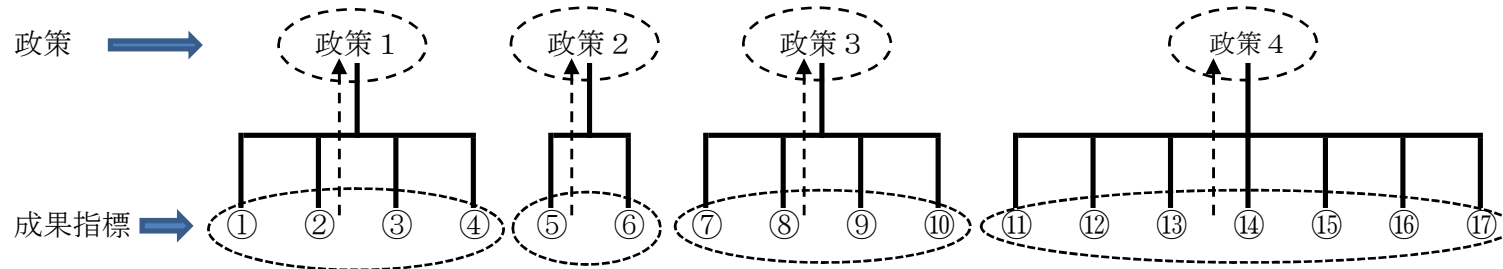 政策 政策1 政策2 政策3 政策4
成果指標 ① ② ③ ④ ⑤ ⑥ ⑦ ⑧ ⑨ ⑩ ⑪ ⑫ ⑬ ⑭ ⑮ ⑯ ⑰